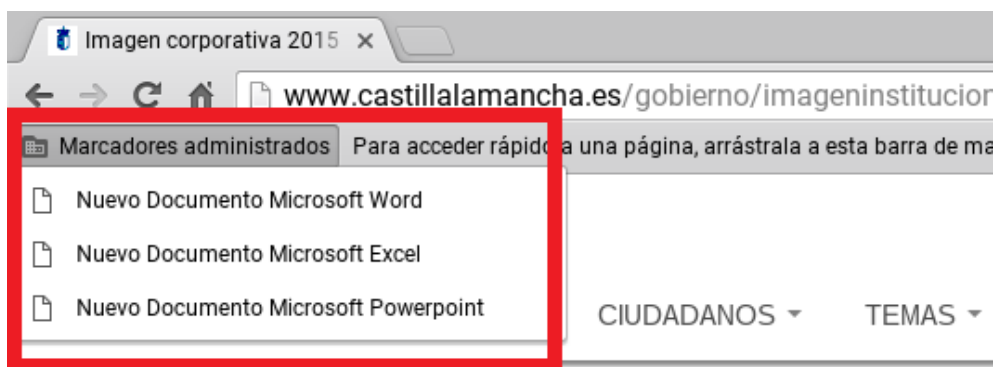 Imagen corporativa 2015
www.castillalamancha.es/gobierno/imageninstitucion
Marcadores administrados Para acceder rápido a una página, arrástrala a esta barra de ma
Nuevo Documento Microsoft Word
Nuevo Documento Microsoft Excel
Nuevo Documento Microsoft Powerpoint
CIUDADANOS TEMAS